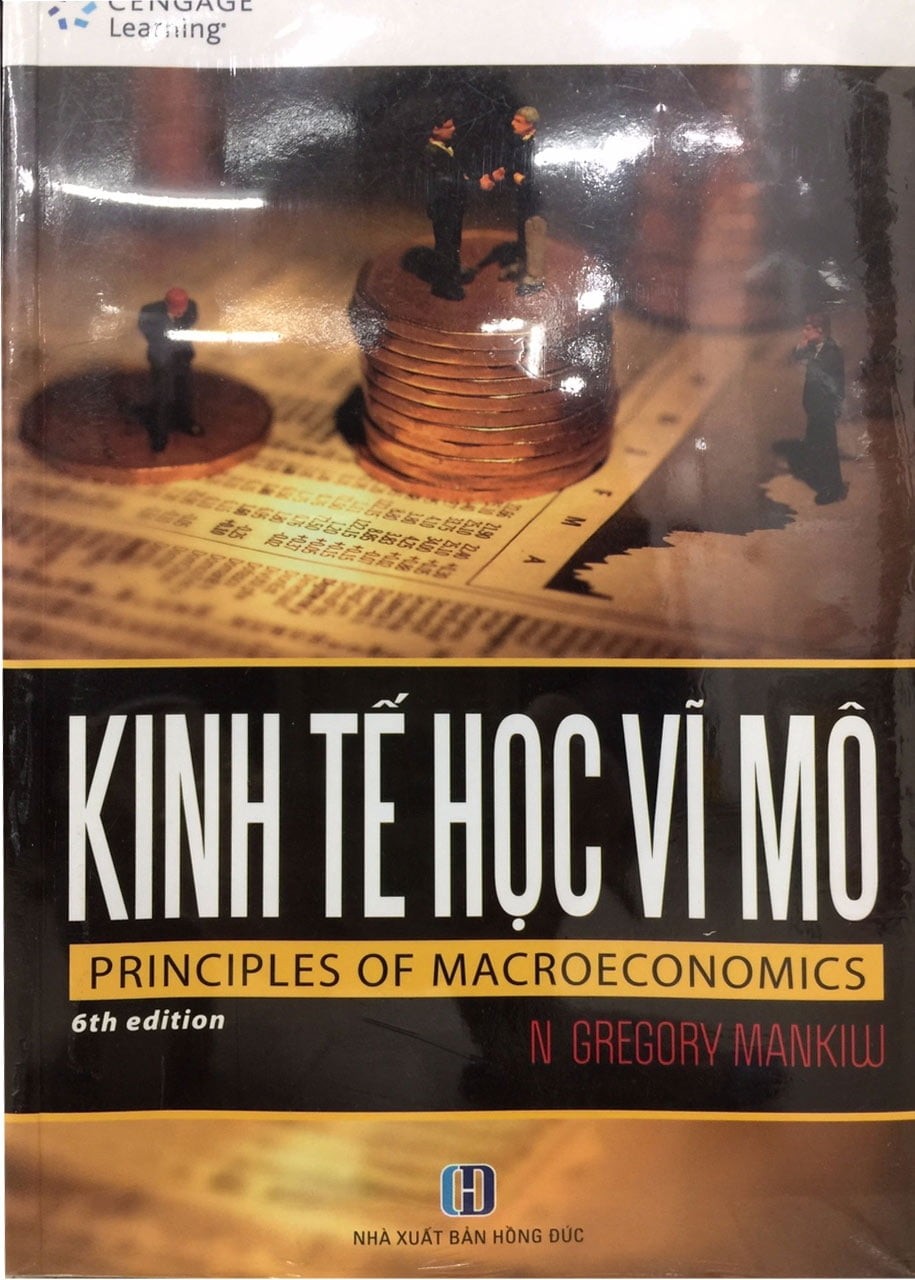 CENGAGE
Learning®
F M A
KINH TẾ HỌC VĨ MÔ
PRINCIPLES OF MACROECONOMICS
6th edition
N GREGORY MANKIW
NHÀ XUẤT BẢN HỒNG ĐỨC